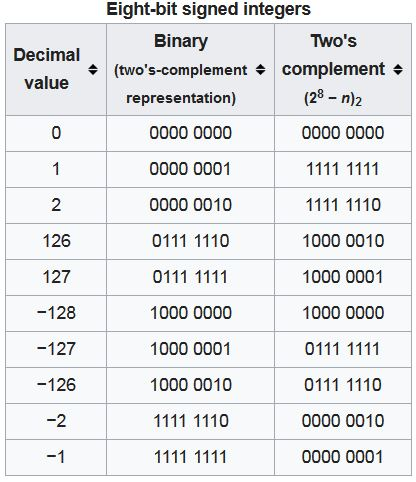 Eight-bit signed integers
Decimal value Binary (two's-complement representation) Two's complement (2⁸ − n)₂
0 0000 0000 0000 0000
1 0000 0001 1111 1111
2 0000 0010 1111 1110
126 0111 1110 1000 0010
127 0111 1111 1000 0001
−128 1000 0000 1000 0000
−127 1000 0001 0111 1111
−126 1000 0010 0111 1110
−2 1111 1110 0000 0010
−1 1111 1111 0000 0001